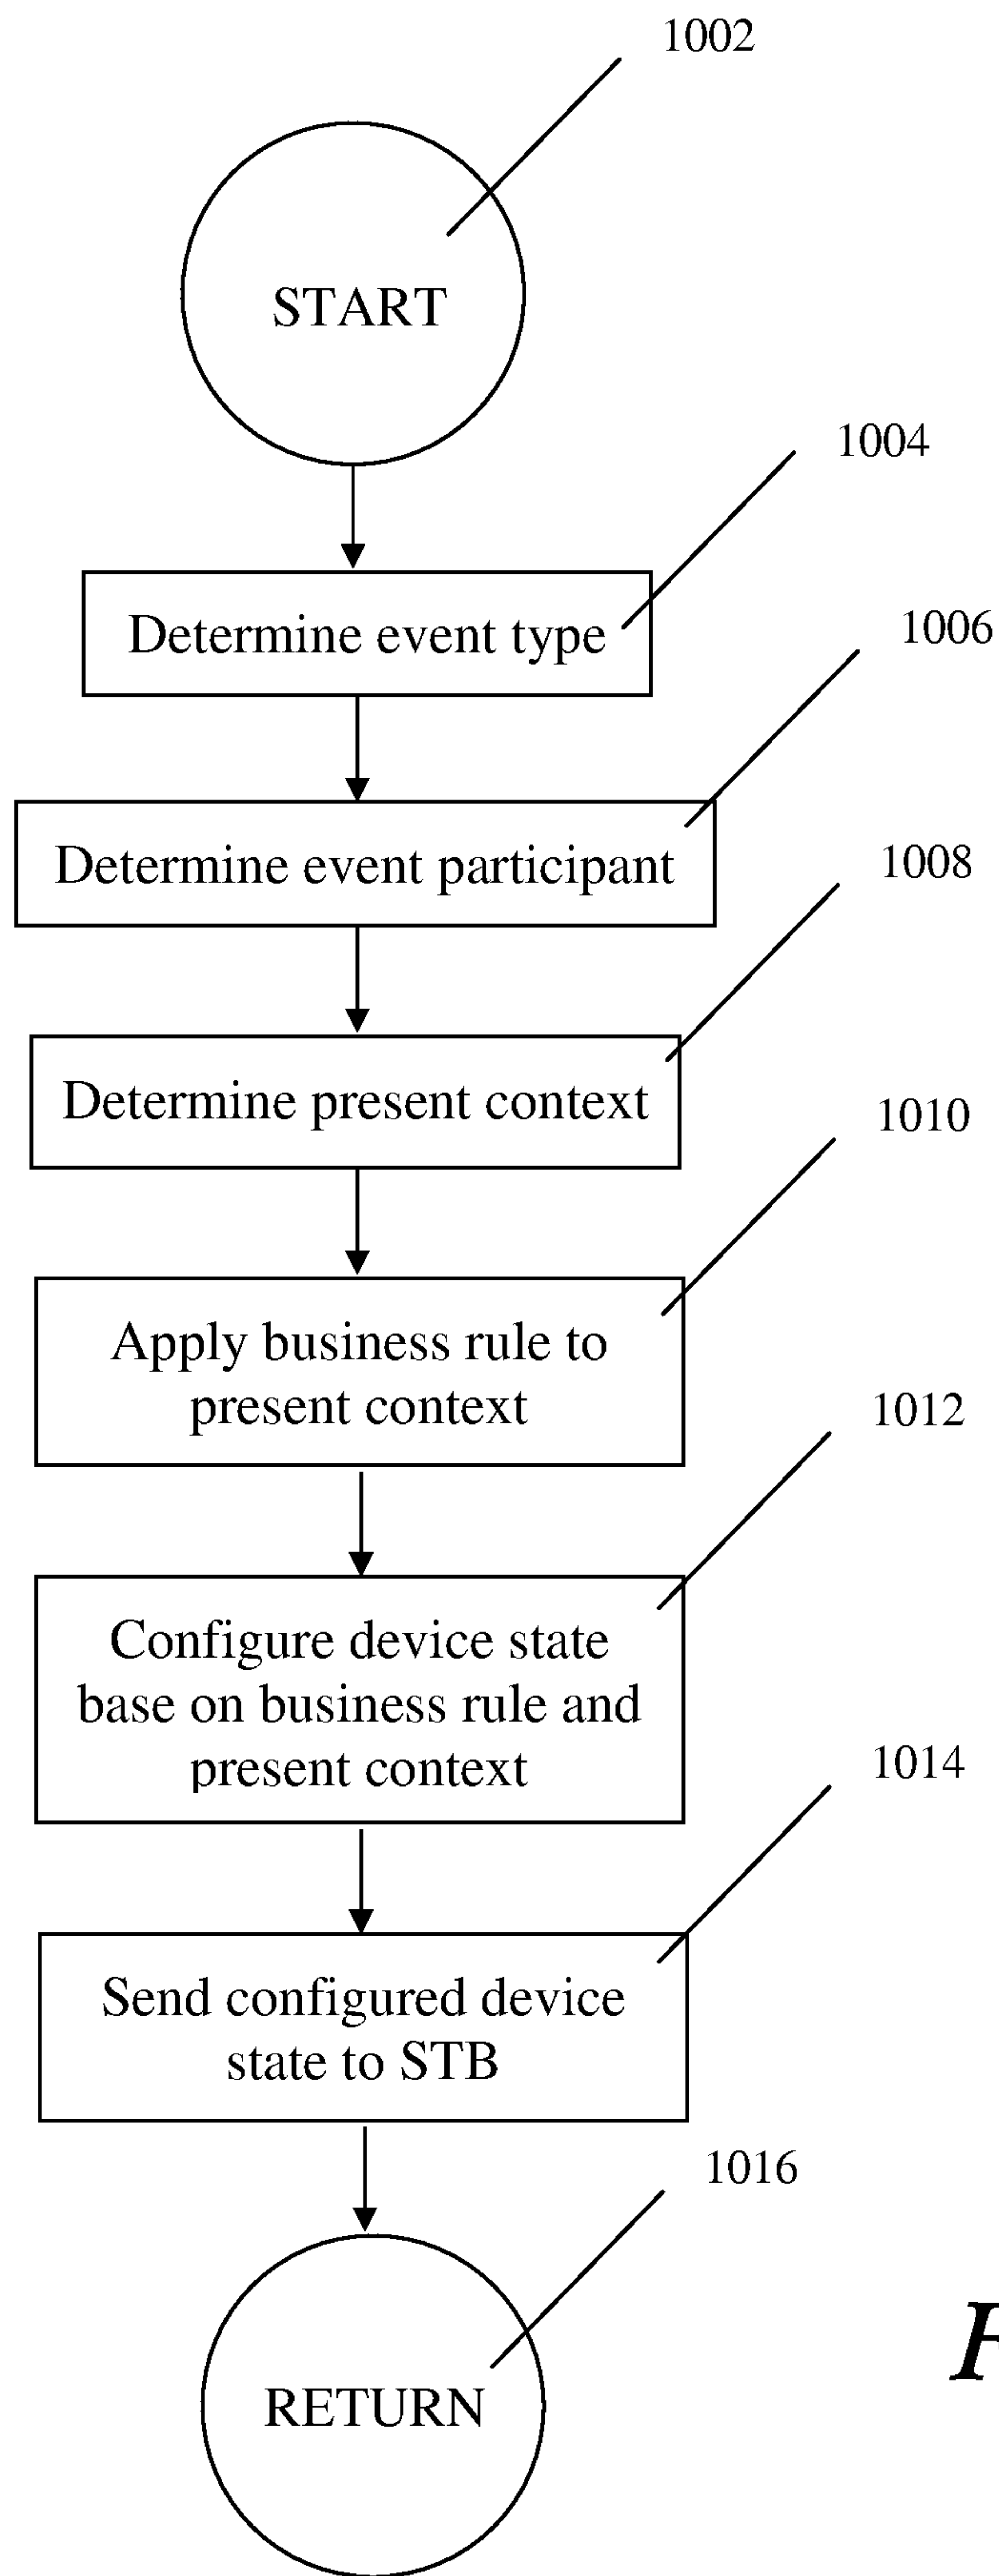 1002
START
1004
Determine event type
1006
Determine event participant
1008
Determine present context
1010
Apply business rule to
present context
1012
Configure device state
base on business rule and
present context
1014
Send configured device
state to STB
1016
RETURN